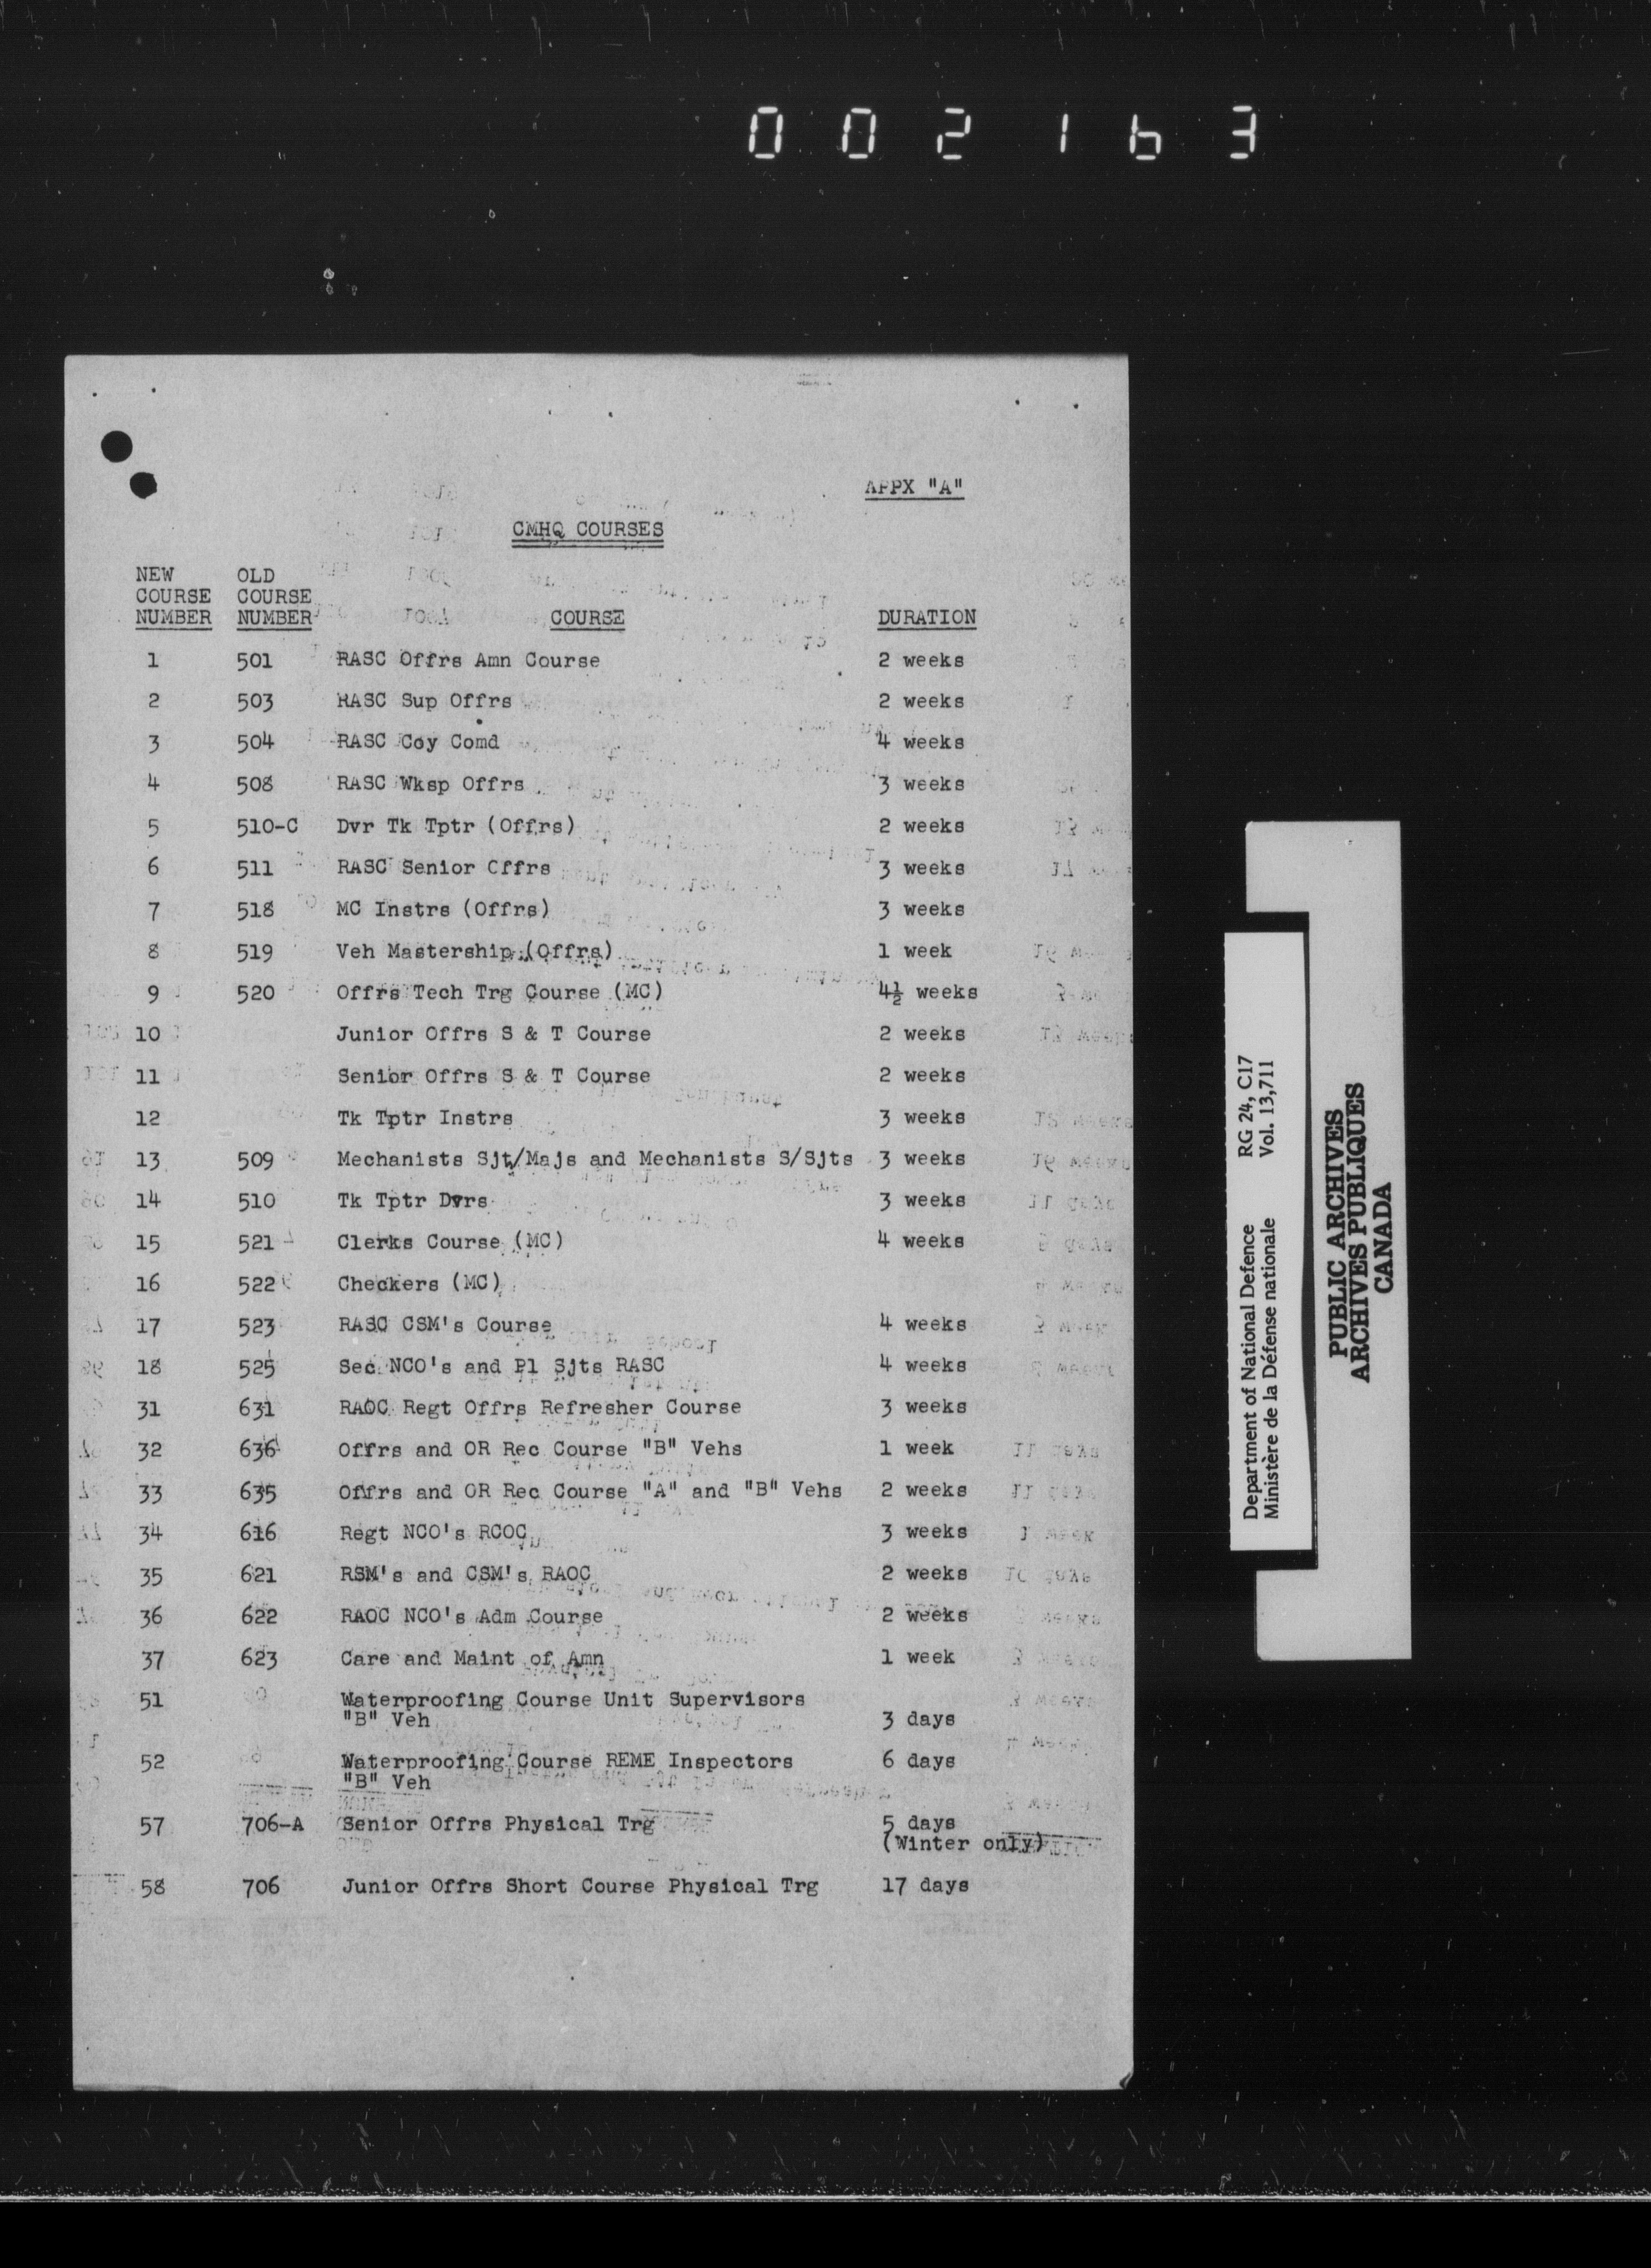 002163
APPX "A"
CMHQ COURSES
NEW OLD
COURSE COURSE
NUMBER NUMBER COURSE DURATION
1 501 RASC Offrs Amn Course 2 weeks
2 503 RASC Sup Offrs 2 weeks
3 504 RASC Coy Comd 4 weeks
4 508 RASC Wksp Offrs 3 weeks
5 510-C Dvr Tk Tptr (Offrs) 2 weeks
6 511 RASC Senior Offrs 3 weeks
7 518 MC Instrs (Offrs) 3 weeks
8 519 Veh Mastership (Offrs) 1 week
9 520 Offrs Tech Trg Course (MC) 4½ weeks
10 Junior Offrs S & T Course 2 weeks
11 Senior Offrs S & T Course 2 weeks
12 Tk Tptr Instrs 3 weeks
13 509 Mechanists Sjt/Majs and Mechanists S/Sjts 3 weeks
14 510 Tk Tptr Dvrs 3 weeks
15 521 Clerks Course (MC) 4 weeks
16 522 Checkers (MC)
17 523 RASC CSM's Course 4 weeks
18 525 Sec NCO's and Pl Sjts RASC 4 weeks
31 631 RAOC Regt Offrs Refresher Course 3 weeks
32 636 Offrs and OR Rec Course "B" Vehs 1 week
33 635 Offrs and OR Rec Course "A" and "B" Vehs 2 weeks
34 616 Regt NCO's RCOC 3 weeks
35 621 RSM's and CSM's RAOC 2 weeks
36 622 RAOC NCO's Adm Course 2 weeks
37 623 Care and Maint of Amn 1 week
51 Waterproofing Course Unit Supervisors
"B" Veh 3 days
52 Waterproofing Course REME Inspectors 6 days
"B" Veh
57 706-A Senior Offrs Physical Trg 5 days
(Winter only)
58 706 Junior Offrs Short Course Physical Trg 17 days
Department of National Defence RG 24, C17
Ministère de la Défense nationale Vol. 13,711
PUBLIC ARCHIVES
ARCHIVES PUBLIQUES
CANADA